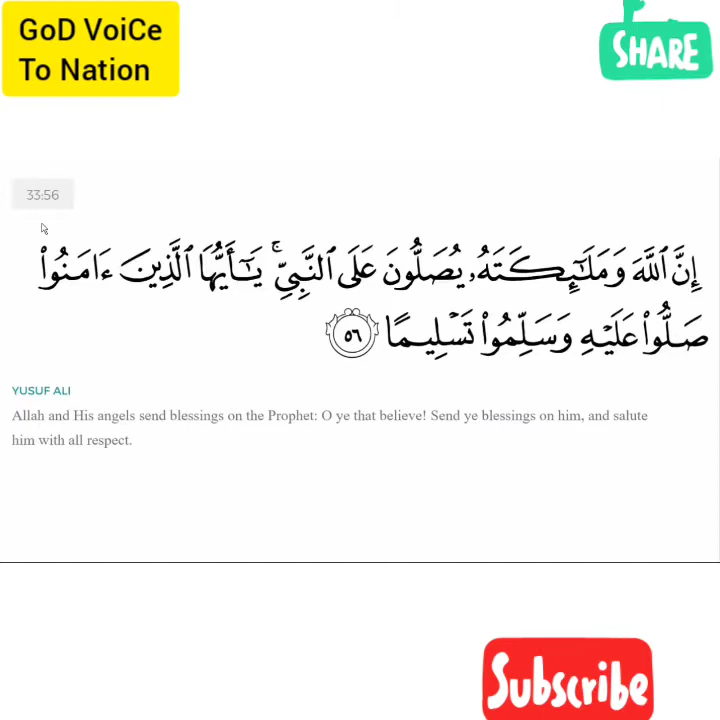 GoD VoiCe
To Nation
SHARE
33:56
إِنَّ ٱللَّهَ وَمَلَـٰٓئِكَتَهُۥ يُصَلُّونَ عَلَى ٱلنَّبِىِّ ۚ يَـٰٓأَيُّهَا ٱلَّذِينَ ءَامَنُوا۟
صَلُّوا۟ عَلَيْهِ وَسَلِّمُوا۟ تَسْلِيمًا ٥٦
YUSUF ALI
Allah and His angels send blessings on the Prophet: O ye that believe! Send ye blessings on him, and salute
him with all respect.
Subscribe